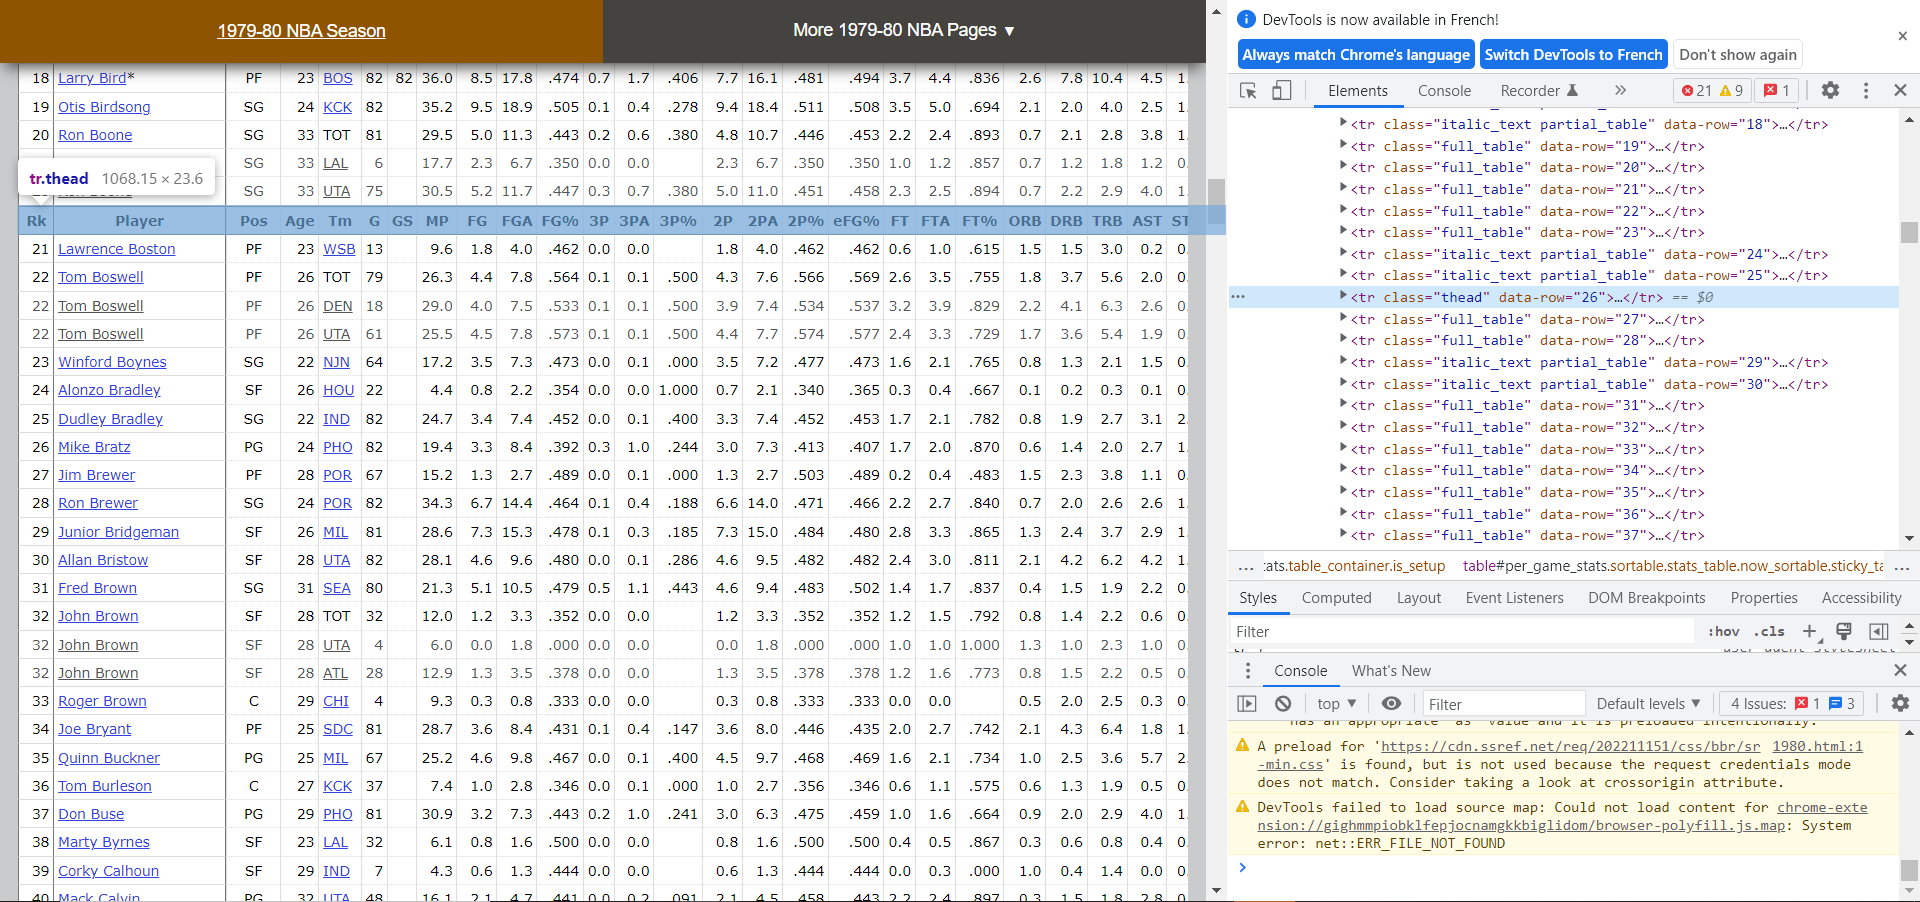 1979-80 NBA Season
More 1979-80 NBA Pages ▼
18 Larry Bird* PF 23 BOS 82 82 36.0 8.5 17.8 .474 0.7 1.7 .406 7.7 16.1 .481 .494 3.7 4.4 .836 2.6 7.8 10.4 4.5 1.
19 Otis Birdsong SG 24 KCK 82 35.2 9.5 18.9 .505 0.1 0.4 .278 9.4 18.4 .511 .508 3.5 5.0 .694 2.1 2.0 4.0 2.5 1.
20 Ron Boone SG 33 TOT 81 29.5 5.0 11.3 .443 0.2 0.6 .380 4.8 10.7 .446 .453 2.2 2.4 .893 0.7 2.1 2.8 3.8 1.
SG 33 LAL 6 17.7 2.3 6.7 .350 0.0 0.0 2.3 6.7 .350 .350 1.0 1.2 .857 0.7 1.2 1.8 1.2 0.
SG 33 UTA 75 30.5 5.2 11.7 .447 0.3 0.7 .380 5.0 11.0 .451 .458 2.3 2.5 .894 0.7 2.2 2.9 4.0 1.
tr.thead 1068.15 × 23.6
Rk Player Pos Age Tm G GS MP FG FGA FG% 3P 3PA 3P% 2P 2PA 2P% eFG% FT FTA FT% ORB DRB TRB AST ST
21 Lawrence Boston PF 23 WSB 13 9.6 1.8 4.0 .462 0.0 0.0 1.8 4.0 .462 .462 0.6 1.0 .615 1.5 1.5 3.0 0.2 0.
22 Tom Boswell PF 26 TOT 79 26.3 4.4 7.8 .564 0.1 0.1 .500 4.3 7.6 .566 .569 2.6 3.5 .755 1.8 3.7 5.6 2.0 0.
22 Tom Boswell PF 26 DEN 18 29.0 4.0 7.5 .533 0.1 0.1 .500 3.9 7.4 .534 .537 3.2 3.9 .829 2.2 4.1 6.3 2.6 0.
22 Tom Boswell PF 26 UTA 61 25.5 4.5 7.8 .573 0.1 0.1 .500 4.4 7.7 .574 .577 2.4 3.3 .729 1.7 3.6 5.4 1.9 0.
23 Winford Boynes SG 22 NJN 64 17.2 3.5 7.3 .473 0.0 0.1 .000 3.5 7.2 .477 .473 1.6 2.1 .765 0.8 1.3 2.1 1.5 0.
24 Alonzo Bradley SF 26 HOU 22 4.4 0.8 2.2 .354 0.0 0.0 1.000 0.7 2.1 .340 .365 0.3 0.4 .667 0.1 0.2 0.3 0.1 0.
25 Dudley Bradley SG 22 IND 82 24.7 3.4 7.4 .452 0.0 0.1 .400 3.3 7.4 .452 .453 1.7 2.1 .782 0.8 1.9 2.7 3.1 2.
26 Mike Bratz PG 24 PHO 82 19.4 3.3 8.4 .392 0.3 1.0 .244 3.0 7.3 .413 .407 1.7 2.0 .870 0.6 1.4 2.0 2.7 1.
27 Jim Brewer PF 28 POR 67 15.2 1.3 2.7 .489 0.0 0.1 .000 1.3 2.7 .503 .489 0.2 0.4 .483 1.5 2.3 3.8 1.1 0.
28 Ron Brewer SG 24 POR 82 34.3 6.7 14.4 .464 0.1 0.4 .188 6.6 14.0 .471 .466 2.2 2.7 .840 0.7 2.0 2.6 2.6 1.
29 Junior Bridgeman SF 26 MIL 81 28.6 7.3 15.3 .478 0.1 0.3 .185 7.3 15.0 .484 .480 2.8 3.3 .865 1.3 2.4 3.7 2.9 1.
30 Allan Bristow SF 28 UTA 82 28.1 4.6 9.6 .480 0.0 0.1 .286 4.6 9.5 .482 .482 2.4 3.0 .811 2.1 4.2 6.2 4.2 1.
31 Fred Brown SG 31 SEA 80 21.3 5.1 10.5 .479 0.5 1.1 .443 4.6 9.4 .483 .502 1.4 1.7 .837 0.4 1.5 1.9 2.2 0.
32 John Brown SF 28 TOT 32 12.0 1.2 3.3 .352 0.0 0.0 1.2 3.3 .352 .352 1.2 1.5 .792 0.8 1.4 2.2 0.6 0.
32 John Brown SF 28 UTA 4 6.0 0.0 1.8 .000 0.0 0.0 0.0 1.8 .000 .000 1.0 1.0 1.000 1.3 1.0 2.3 1.0 0.
32 John Brown SF 28 ATL 28 12.9 1.3 3.5 .378 0.0 0.0 1.3 3.5 .378 .378 1.2 1.6 .773 0.8 1.5 2.2 0.5 0.
33 Roger Brown C 29 CHI 4 9.3 0.3 0.8 .333 0.0 0.0 0.3 0.8 .333 .333 0.0 0.0 0.5 2.0 2.5 0.3 0.
34 Joe Bryant PF 25 SDC 81 28.7 3.6 8.4 .431 0.1 0.4 .147 3.6 8.0 .446 .435 2.0 2.7 .742 2.1 4.3 6.4 1.8 1.
35 Quinn Buckner PG 25 MIL 67 25.2 4.6 9.8 .467 0.0 0.1 .400 4.5 9.7 .468 .469 1.6 2.1 .734 1.0 2.5 3.6 5.7 2.
36 Tom Burleson C 27 KCK 37 7.4 1.0 2.8 .346 0.0 0.1 .000 1.0 2.7 .356 .346 0.6 1.1 .575 0.6 1.3 1.9 0.5 0.
37 Don Buse PG 29 PHO 81 30.9 3.2 7.3 .443 0.2 1.0 .241 3.0 6.3 .475 .459 1.0 1.6 .664 0.9 2.0 2.9 4.0 1.
38 Marty Byrnes SF 23 LAL 32 6.1 0.8 1.6 .500 0.0 0.0 0.8 1.6 .500 .500 0.4 0.5 .867 0.3 0.6 0.8 0.4 0.
39 Corky Calhoun SF 29 IND 7 4.3 0.6 1.3 .444 0.0 0.0 0.6 1.3 .444 .444 0.0 0.3 .000 1.0 0.4 1.4 0.0 0.
40 Mack Calvin PG 32 UTA 48 16.1 2.1 4.7 .441 0.0 0.2 .091 2.1 4.5 .458 .443 2.2 2.4 .897 0.3 1.5 1.8 2.8 0.
DevTools is now available in French!
Always match Chrome's language Switch DevTools to French Don't show again
Elements Console Recorder 21 9 1
<tr class="italic_text partial_table" data-row="18">…</tr>
<tr class="full_table" data-row="19">…</tr>
<tr class="full_table" data-row="20">…</tr>
<tr class="full_table" data-row="21">…</tr>
<tr class="full_table" data-row="22">…</tr>
<tr class="full_table" data-row="23">…</tr>
<tr class="italic_text partial_table" data-row="24">…</tr>
<tr class="italic_text partial_table" data-row="25">…</tr>
<tr class="thead" data-row="26">…</tr> == $0
<tr class="full_table" data-row="27">…</tr>
<tr class="full_table" data-row="28">…</tr>
<tr class="italic_text partial_table" data-row="29">…</tr>
<tr class="italic_text partial_table" data-row="30">…</tr>
<tr class="full_table" data-row="31">…</tr>
<tr class="full_table" data-row="32">…</tr>
<tr class="full_table" data-row="33">…</tr>
<tr class="full_table" data-row="34">…</tr>
<tr class="full_table" data-row="35">…</tr>
<tr class="full_table" data-row="36">…</tr>
<tr class="full_table" data-row="37">…</tr>
... tats.table_container.is_setup table#per_game_stats.sortable.stats_table.now_sortable.sticky_ta ...
Styles Computed Layout Event Listeners DOM Breakpoints Properties Accessibility
Filter :hov .cls
Console What's New
top ▼ Filter Default levels ▼ 4 Issues: 1 3
has an appropriate `as` value and it is preloaded intentionally.
A preload for 'https://cdn.ssref.net/req/202211151/css/bbr/sr 1980.html:1
-min.css' is found, but is not used because the request credentials mode
does not match. Consider taking a look at crossorigin attribute.
DevTools failed to load source map: Could not load content for chrome-exte
nsion://gighmmpiobklfepjocnamgkkbiglidom/browser-polyfill.js.map: System
error: net::ERR_FILE_NOT_FOUND